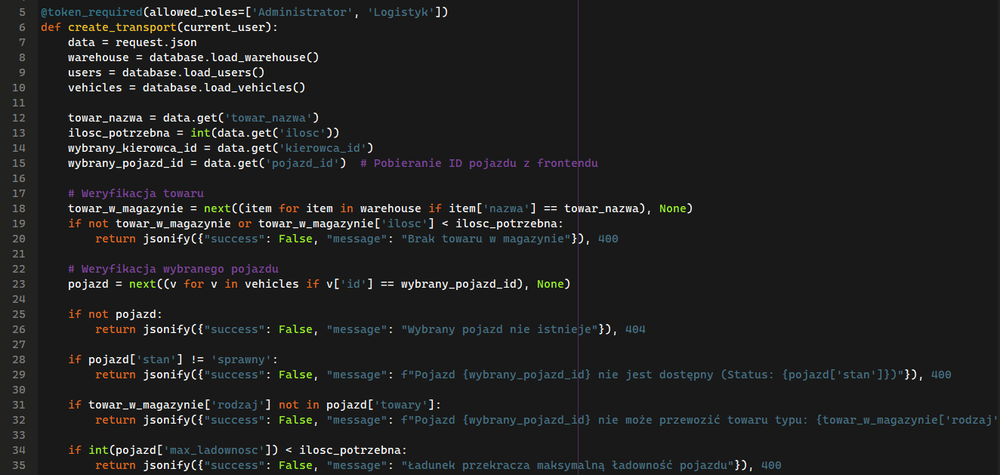 5 @token_required(allowed_roles=['Administrator', 'Logistyk'])
6 def create_transport(current_user):
7     data = request.json
8     warehouse = database.load_warehouse()
9     users = database.load_users()
10     vehicles = database.load_vehicles()
11
12     towar_nazwa = data.get('towar_nazwa')
13     ilosc_potrzebna = int(data.get('ilosc'))
14     wybrany_kierowca_id = data.get('kierowca_id')
15     wybrany_pojazd_id = data.get('pojazd_id')  # Pobieranie ID pojazdu z frontendu
16
17     # Weryfikacja towaru
18     towar_w_magazynie = next((item for item in warehouse if item['nazwa'] == towar_nazwa), None)
19     if not towar_w_magazynie or towar_w_magazynie['ilosc'] < ilosc_potrzebna:
20         return jsonify({"success": False, "message": "Brak towaru w magazynie"}), 400
21
22     # Weryfikacja wybranego pojazdu
23     pojazd = next((v for v in vehicles if v['id'] == wybrany_pojazd_id), None)
24
25     if not pojazd:
26         return jsonify({"success": False, "message": "Wybrany pojazd nie istnieje"}), 404
27
28     if pojazd['stan'] != 'sprawny':
29         return jsonify({"success": False, "message": f"Pojazd {wybrany_pojazd_id} nie jest dostępny (Status: {pojazd['stan']})"}), 400
30
31     if towar_w_magazynie['rodzaj'] not in pojazd['towary']:
32         return jsonify({"success": False, "message": f"Pojazd {wybrany_pojazd_id} nie może przewozić towaru typu: {towar_w_magazynie['rodzaj'
33
34     if int(pojazd['max_ladownosc']) < ilosc_potrzebna:
35         return jsonify({"success": False, "message": "Ładunek przekracza maksymalną ładowność pojazdu"}), 400